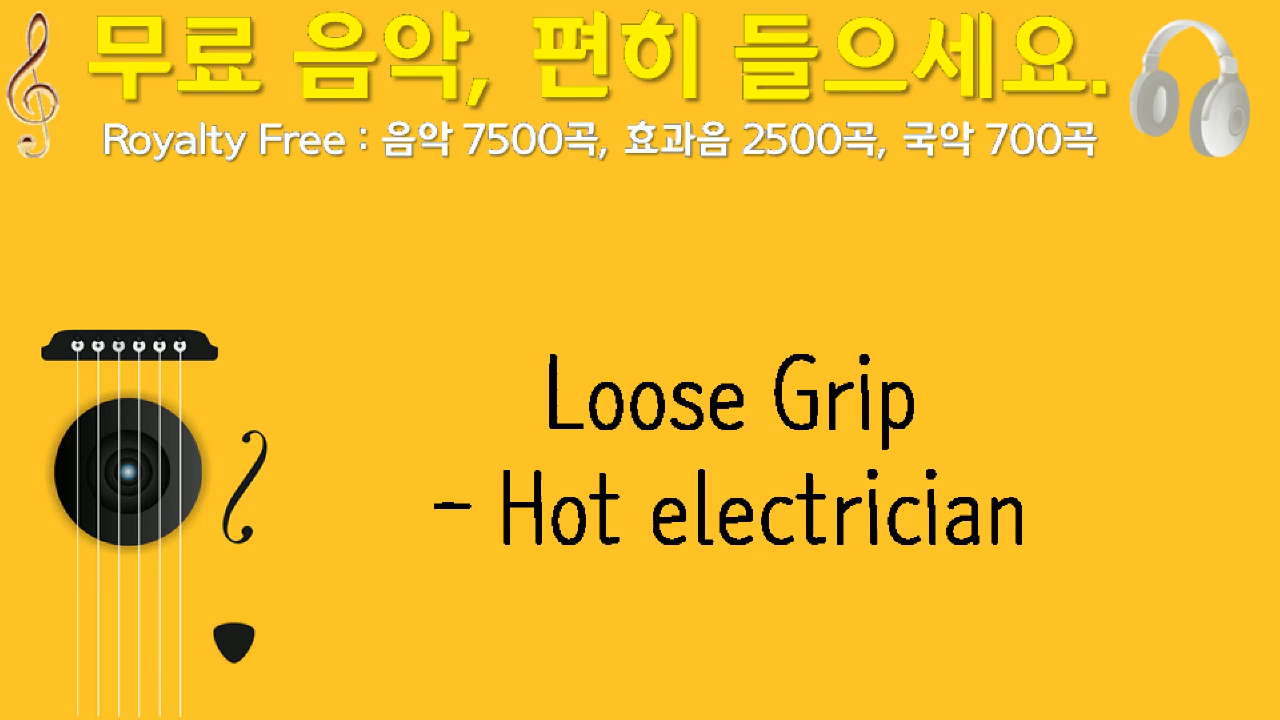 무료 음악, 편히 들으세요.
Royalty Free : 음악 7500곡, 효과음 2500곡, 국악 700곡
Loose Grip
- Hot electrician